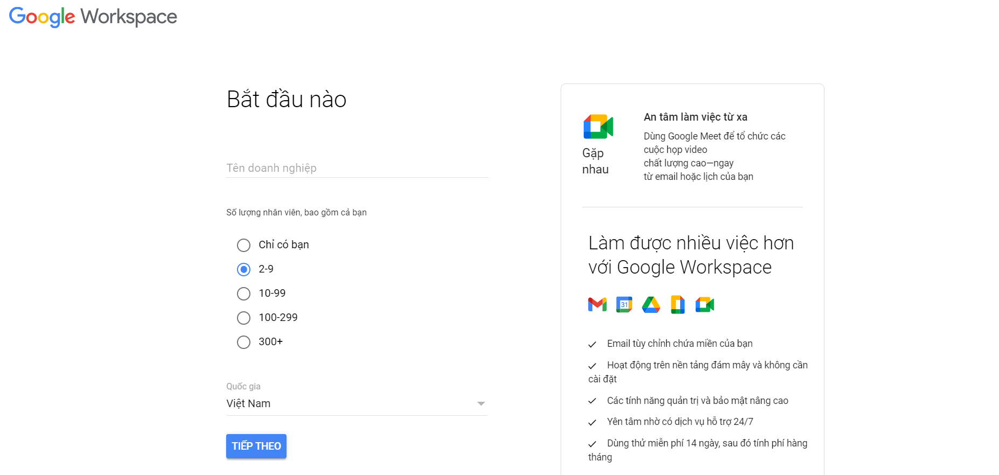 Google Workspace
Bắt đầu nào
Tên doanh nghiệp
Số lượng nhân viên, bao gồm cả bạn
Chỉ có bạn
2-9
10-99
100-299
300+
Quốc gia
Việt Nam
TIẾP THEO
Gặp
nhau
An tâm làm việc từ xa
Dùng Google Meet để tổ chức các
cuộc họp video
chất lượng cao—ngay
từ email hoặc lịch của bạn
Làm được nhiều việc hơn
với Google Workspace
31
Email tùy chỉnh chứa miền của bạn
Hoạt động trên nền tảng đám mây và không cần
cài đặt
Các tính năng quản trị và bảo mật nâng cao
Yên tâm nhờ có dịch vụ hỗ trợ 24/7
Dùng thử miễn phí 14 ngày, sau đó tính phí hàng
tháng